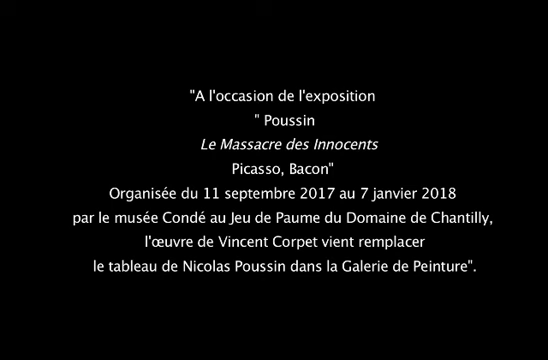 "A l'occasion de l'exposition
" Poussin
Le Massacre des Innocents
Picasso, Bacon"
Organisée du 11 septembre 2017 au 7 janvier 2018
par le musée Condé au Jeu de Paume du Domaine de Chantilly,
l'œuvre de Vincent Corpet vient remplacer
le tableau de Nicolas Poussin dans la Galerie de Peinture".